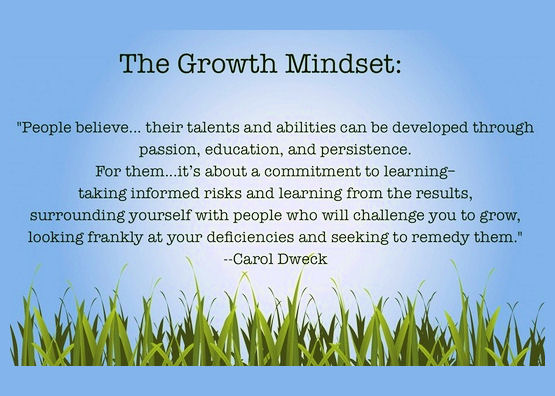 The Growth Mindset:
"People believe... their talents and abilities can be developed through
passion, education, and persistence.
For them...it's about a commitment to learning–
taking informed risks and learning from the results,
surrounding yourself with people who will challenge you to grow,
looking frankly at your deficiencies and seeking to remedy them."
--Carol Dweck